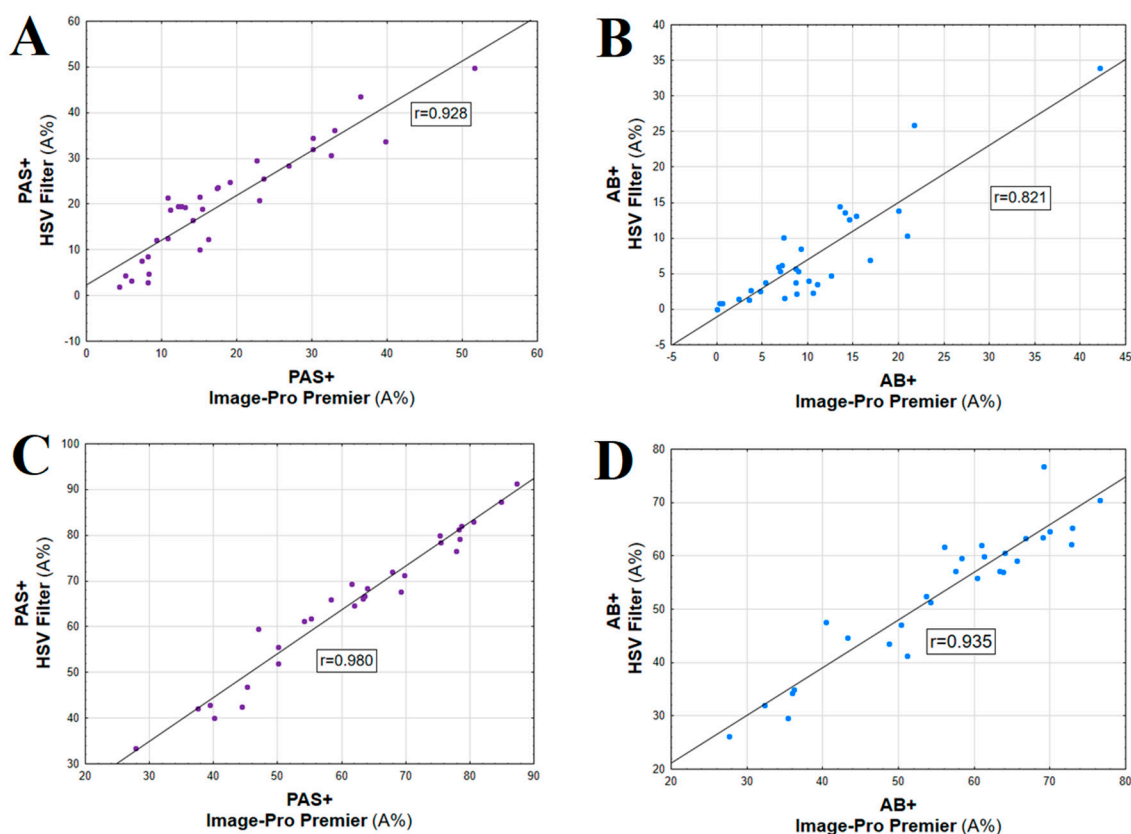 A
60
50
40
30
20
10
0
-10
PAS+
HSV Filter (A%)
r=0.928
0 10 20 30 40 50 60
PAS+
Image-Pro Premier (A%)
B
40
35
30
25
20
15
10
5
0
-5
AB+
HSV FIlter (A%)
r=0.821
-5 0 5 10 15 20 25 30 35 40 45
AB+
Image-Pro Premier (A%)
C
100
90
80
70
60
50
40
30
PAS+
HSV Filter (A%)
r=0.980
20 30 40 50 60 70 80 90
PAS+
Image-Pro Premier (A%)
D
80
70
60
50
40
30
20
AB+
HSV Filter (A%)
r=0.935
20 30 40 50 60 70 80
AB+
Image-Pro Premier (A%)